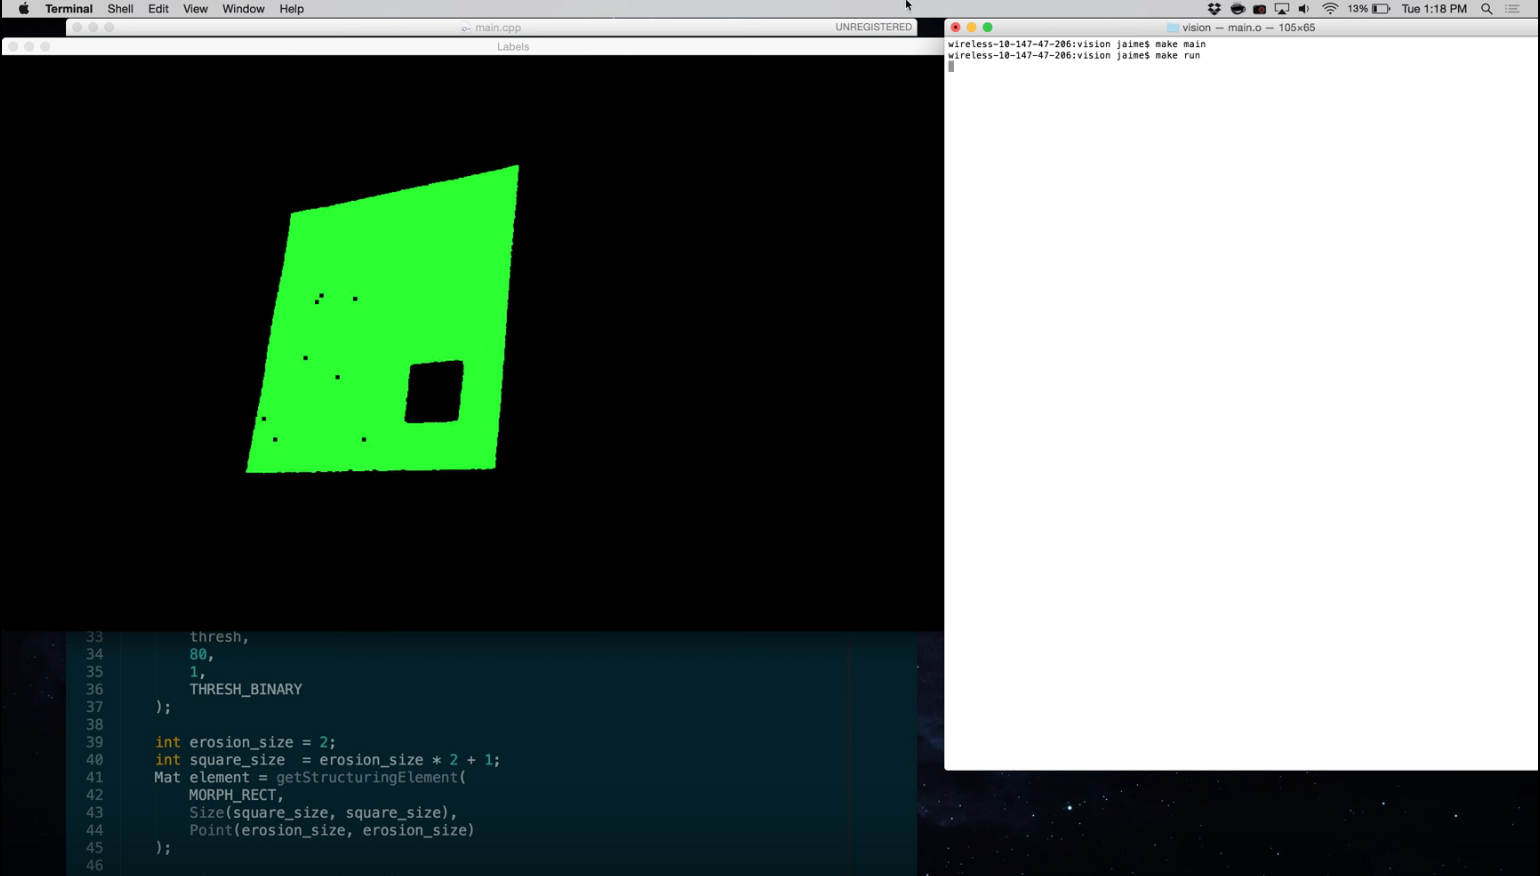 Terminal Shell Edit View Window Help 13% Tue 1:18 PM
main.cpp UNREGISTERED
Labels
vision — main.o — 105×65
wireless-10-147-47-206:vision jaime$ make main
wireless-10-147-47-206:vision jaime$ make run
33 thresh,
34 80,
35 1,
36 THRESH_BINARY
37 );
38
39 int erosion_size = 2;
40 int square_size = erosion_size * 2 + 1;
41 Mat element = getStructuringElement(
42 MORPH_RECT,
43 Size(square_size, square_size),
44 Point(erosion_size, erosion_size)
45 );
46